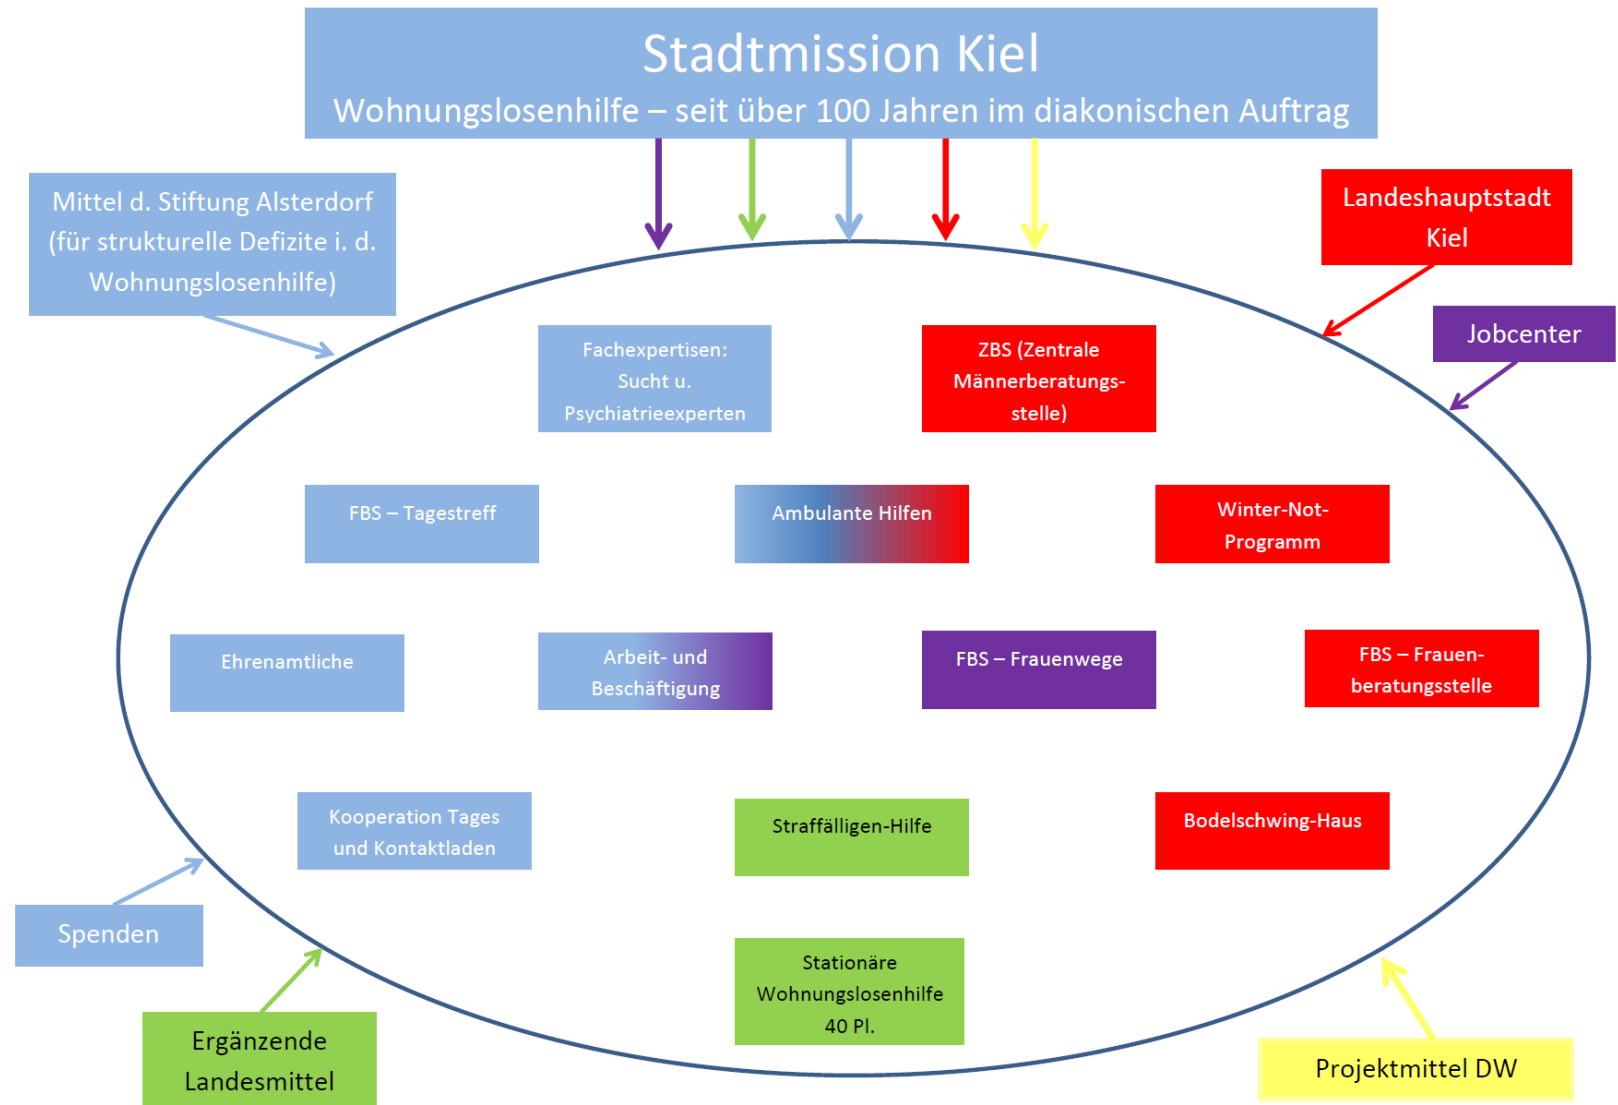 Stadtmission Kiel
Wohnungslosenhilfe – seit über 100 Jahren im diakonischen Auftrag
Mittel d. Stiftung Alsterdorf
(für strukturelle Defizite i. d.
Wohnungslosenhilfe)
Landeshauptstadt
Kiel
Jobcenter
Fachexpertisen:
Sucht u.
Psychiatrieexperten
ZBS (Zentrale
Männerberatungs-
stelle)
FBS – Tagestreff
Ambulante Hilfen
Winter-Not-
Programm
Ehrenamtliche
Arbeit- und
Beschäftigung
FBS – Frauenwege
FBS – Frauen-
beratungsstelle
Kooperation Tages
und Kontaktladen
Straffälligen-Hilfe
Bodelschwing-Haus
Spenden
Stationäre
Wohnungslosenhilfe
40 Pl.
Ergänzende
Landesmittel
Projektmittel DW